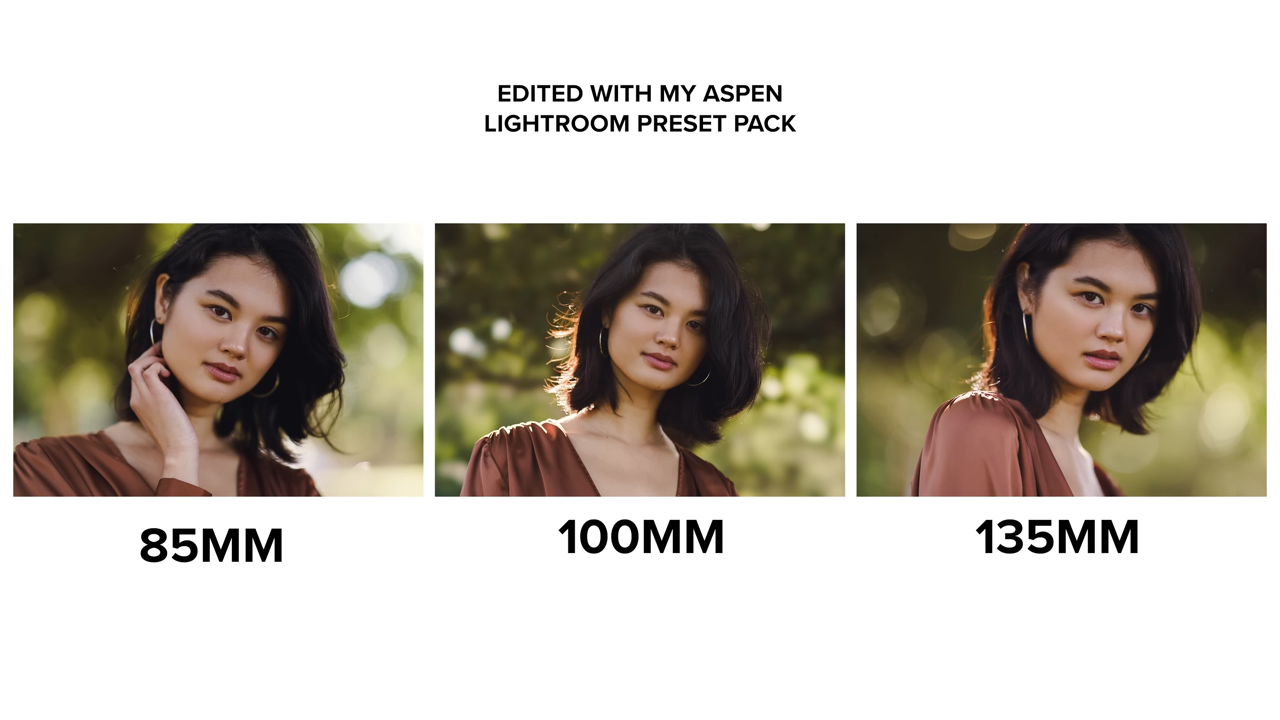 EDITED WITH MY ASPEN
LIGHTROOM PRESET PACK
85MM
100MM
135MM